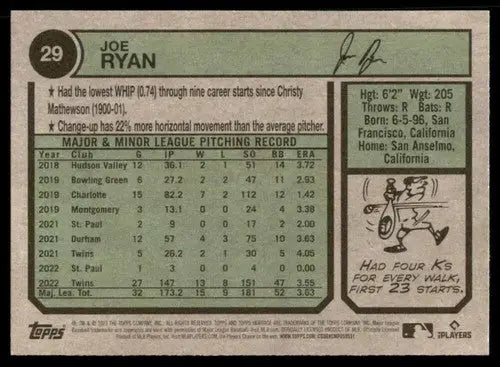 29
JOE
RYAN
★ Had the lowest WHIP (0.74) through nine career starts since Christy
Mathewson (1900-01).
★ Change-up has 22% more horizontal movement than the average pitcher.
MAJOR & MINOR LEAGUE PITCHING RECORD
Year Club G IP W L SO BB ERA
2018 Hudson Valley 12 36.1 2 1 51 14 3.72
2019 Bowling Green 6 27.2 2 2 47 11 2.93
2019 Charlotte 15 82.2 7 2 112 12 1.42
2019 Montgomery 3 13.1 0 0 24 4 3.38
2021 St. Paul 2 9 0 0 17 2 2.00
2021 Durham 12 57 4 3 75 10 3.63
2021 Twins 5 26.2 2 1 30 5 4.05
2022 St. Paul 1 3 0 0 2 2 0.00
2022 Twins 27 147 13 8 151 47 3.55
Maj. Lea. Tot. 32 173.2 15 9 181 52 3.63
Hgt: 6'2" Wgt: 205
Throws: R Bats: R
Born: 6-5-96, San
Francisco, California
Home: San Anselmo,
California
HAD FOUR K'S
FOR EVERY WALK,
FIRST 23 STARTS.
Topps
PLAYERS